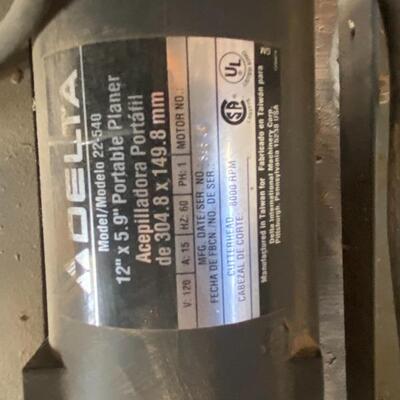 DELTA
Model/Modelo 22-540
12" x 5.9" Portable Planer
Acepilladora Portátil
de 304.8 x 149.8 mm
V: 120 A: 15 HZ: 60 PH: 1 MOTOR NO.:
MFG. DATE/SER NO.
FECHA DE FBCN./NO. DE SER.
CUTTERHEAD 8000 RPM
CABEZAL DE CORTE.
UL
SA
Manufactured in Taiwan for Fabricado en Taiwán para
Delta International Machinery Corp.
Pittsburgh, Pennsylvania 15238 USA